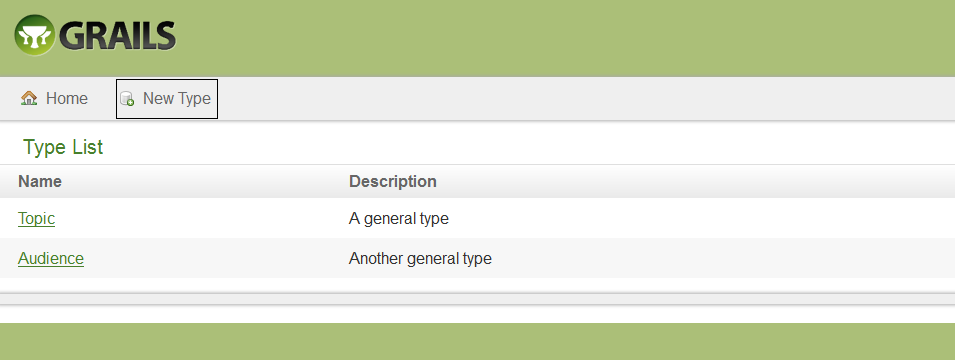 GRAILS
Home New Type
Type List
Name Description
Topic A general type
Audience Another general type